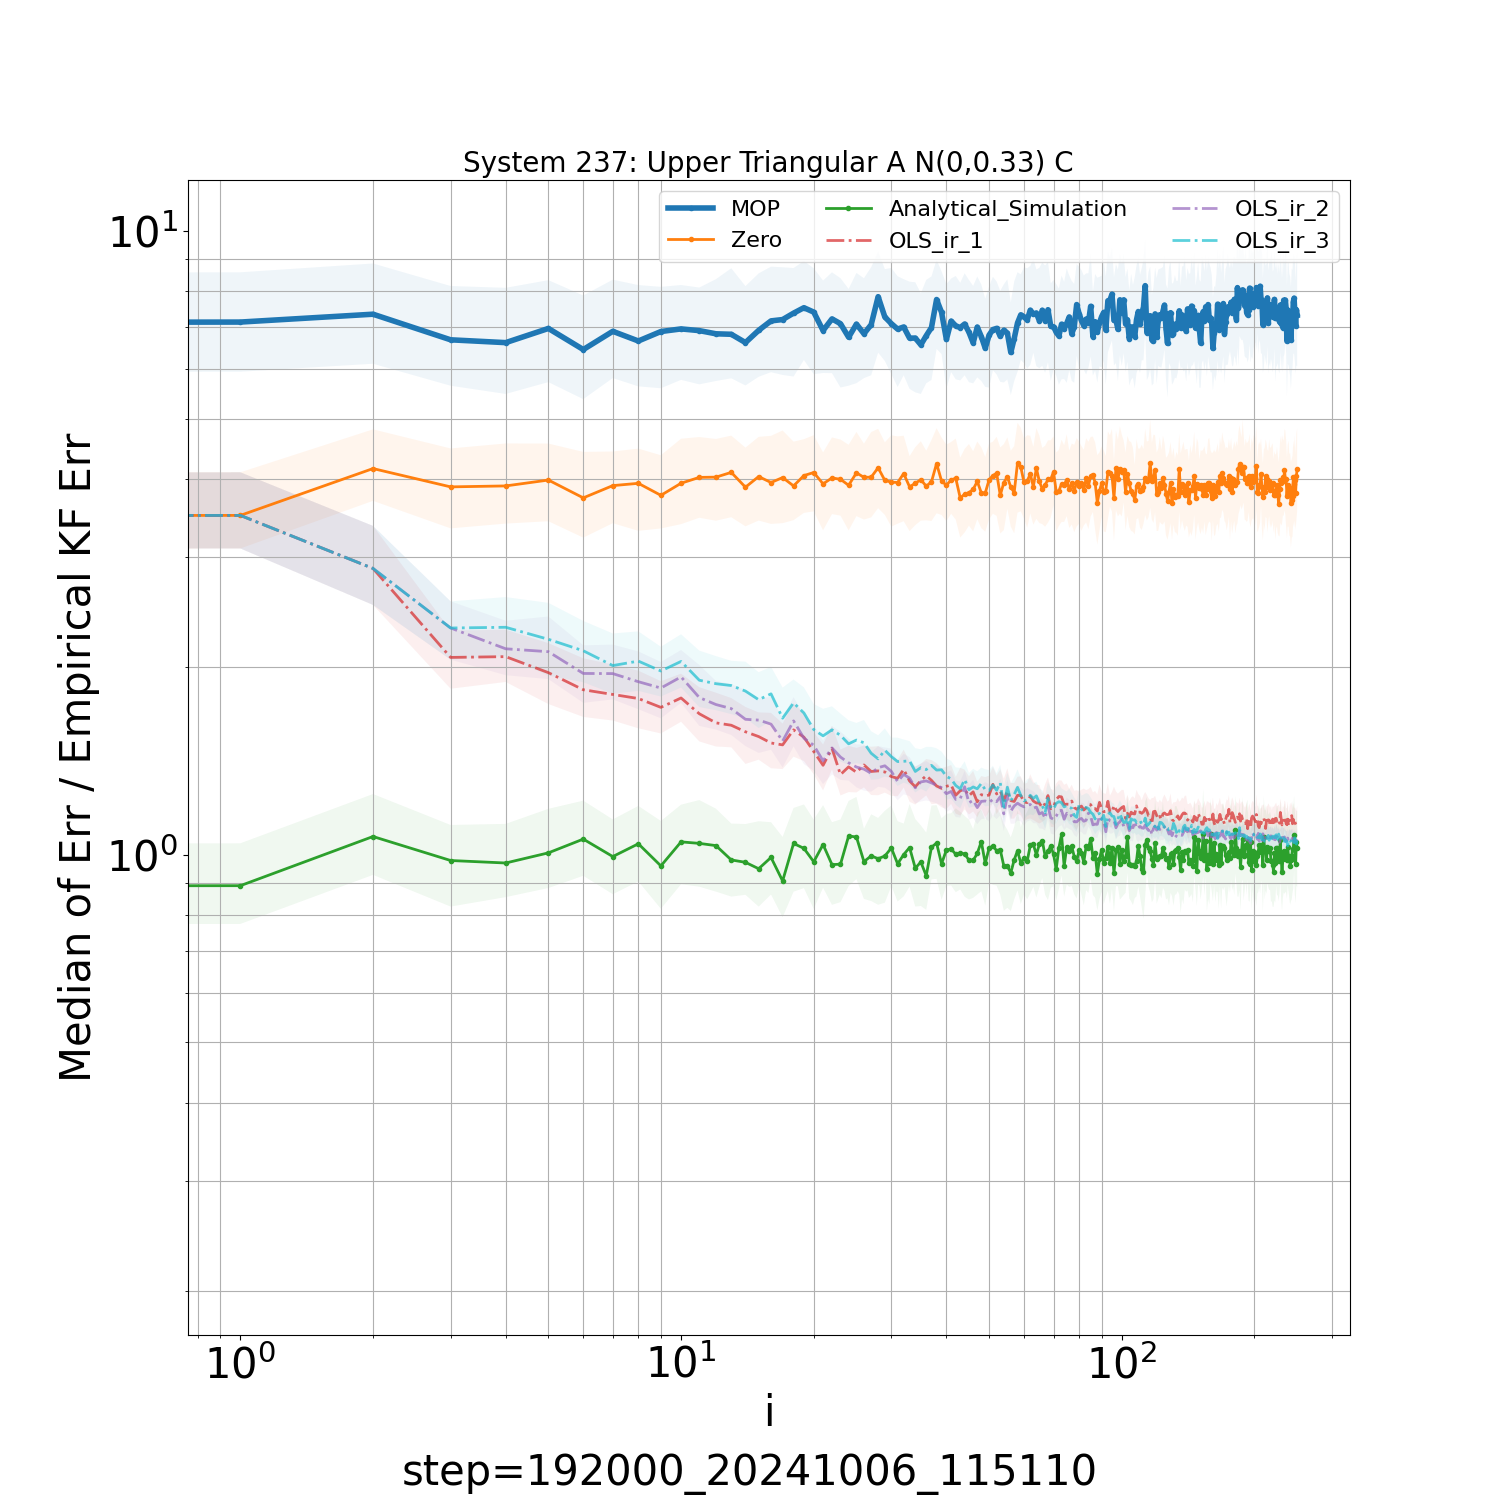 System 237: Upper Triangular A N(0,0.33) C
MOP
Zero
Analytical_Simulation
OLS_ir_1
OLS_ir_2
OLS_ir_3
10¹
10⁰
Median of Err / Empirical KF Err
10⁰ 10¹ 10²
i
step=192000_20241006_115110